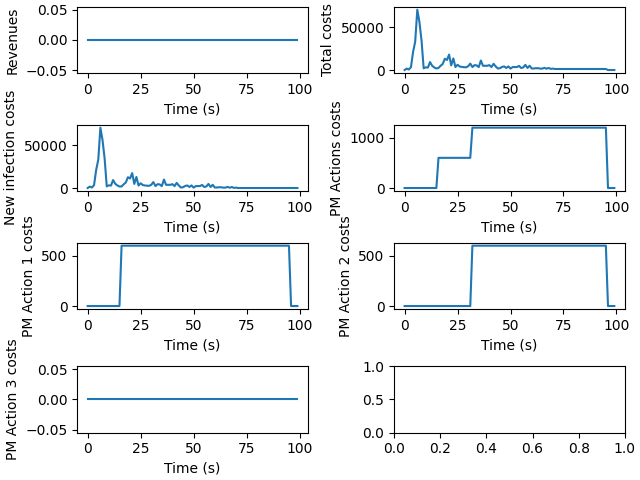 Revenues
0.05
0.00
−0.05
0 25 50 75 100
Time (s)
Total costs
50000
0
0 25 50 75 100
Time (s)
New infection costs
50000
0
0 25 50 75 100
Time (s)
PM Actions costs
1000
0
0 25 50 75 100
Time (s)
PM Action 1 costs
500
0
0 25 50 75 100
Time (s)
PM Action 2 costs
500
0
0 25 50 75 100
Time (s)
PM Action 3 costs
0.05
0.00
−0.05
0 25 50 75 100
Time (s)
1.0
0.5
0.0
0.0 0.2 0.4 0.6 0.8 1.0